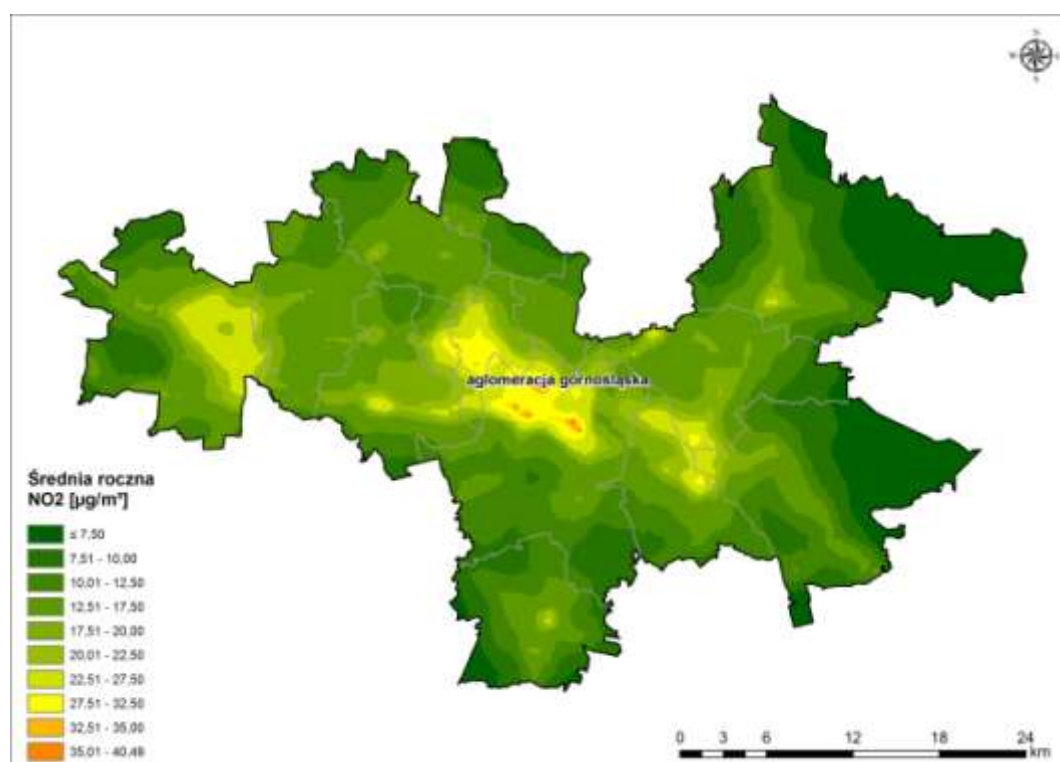 aglomeracja górnośląska
Średnia roczna
NO2 [µg/m³]
≤ 7,50
7,51 - 10,00
10,01 - 12,50
12,51 - 17,50
17,51 - 20,00
20,01 - 22,50
22,51 - 27,50
27,51 - 32,50
32,51 - 35,00
35,01 - 40,49
0 3 6 12 18 24
km